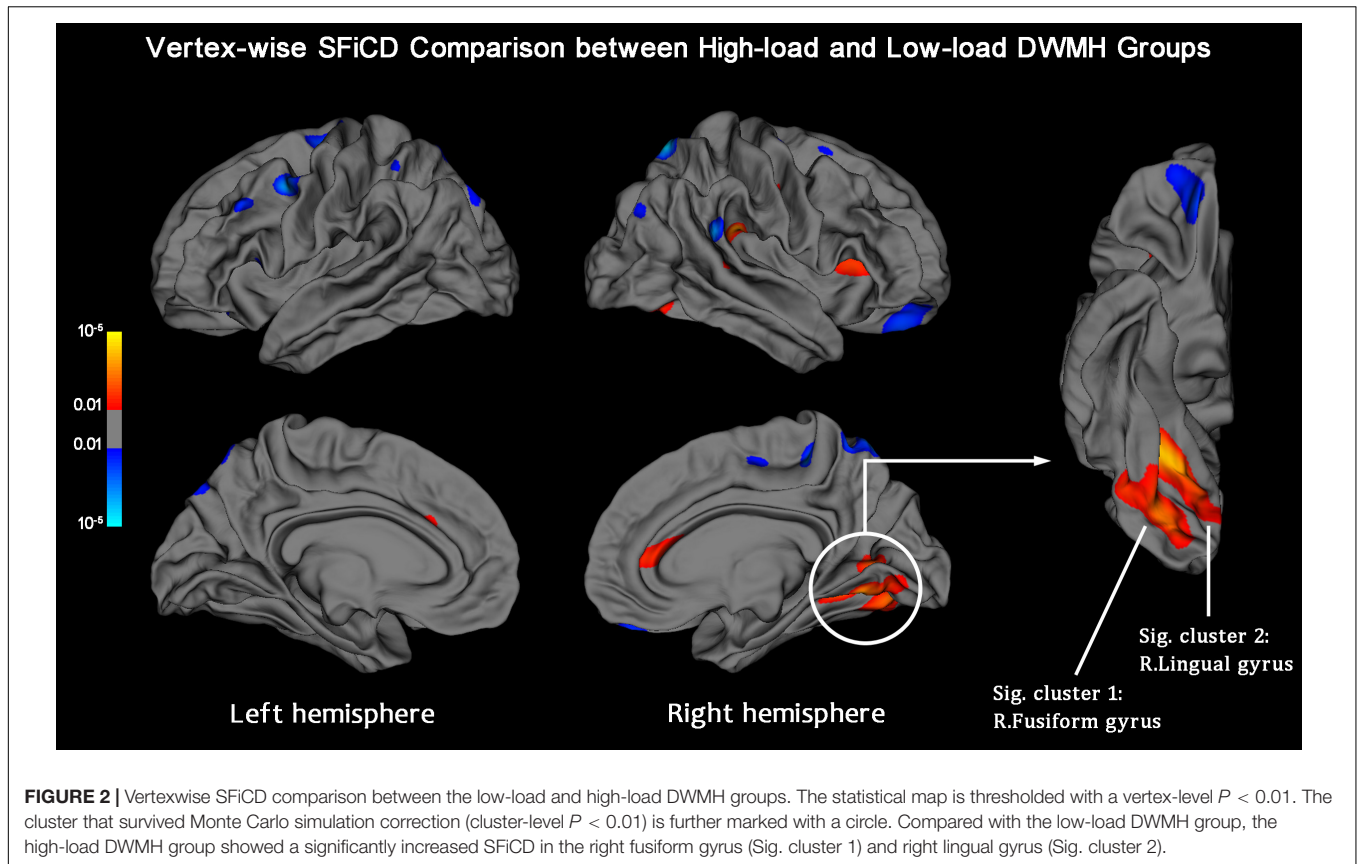 Vertex-wise SFiCD Comparison between High-load and Low-load DWMH Groups
10-5
0.01
0.01
10-5
Sig. cluster 2:
R.Lingual gyrus
Sig. cluster 1:
R.Fusiform gyrus
Left hemisphere
Right hemisphere
FIGURE 2 | Vertexwise SFiCD comparison between the low-load and high-load DWMH groups. The statistical map is thresholded with a vertex-level P < 0.01. The
cluster that survived Monte Carlo simulation correction (cluster-level P < 0.01) is further marked with a circle. Compared with the low-load DWMH group, the
high-load DWMH group showed a significantly increased SFiCD in the right fusiform gyrus (Sig. cluster 1) and right lingual gyrus (Sig. cluster 2).